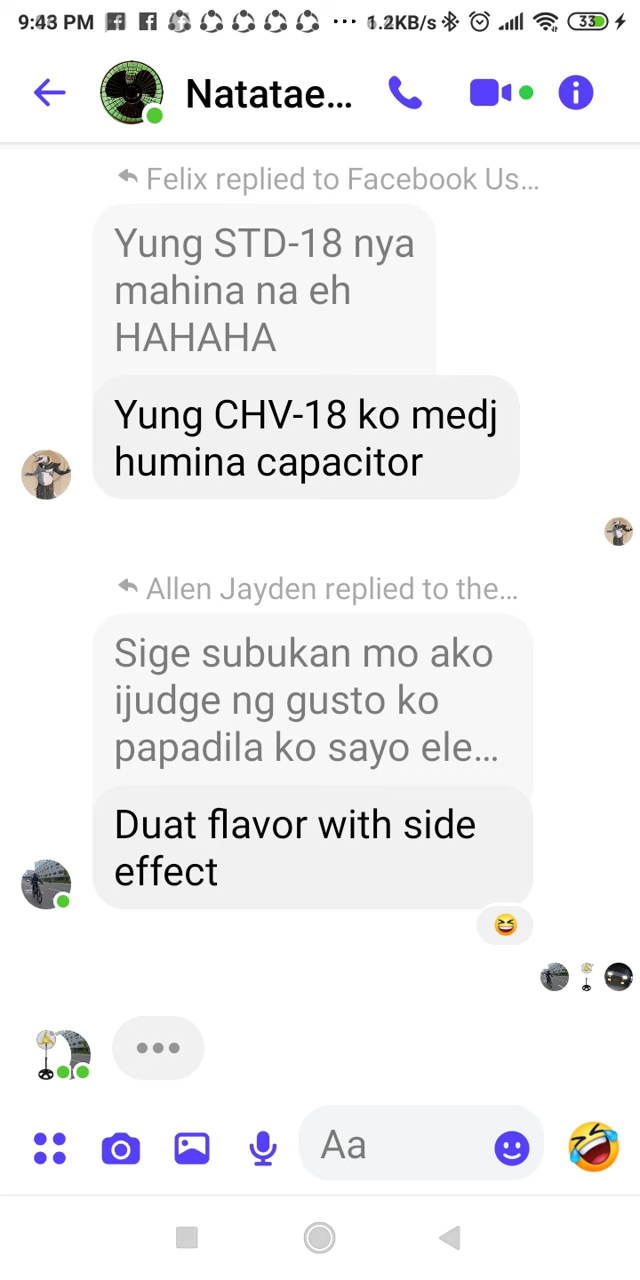 9:43 PM ... 1.2KB/s 33
Natatae...
Felix replied to Facebook Us...
Yung STD-18 nya
mahina na eh
HAHAHA
Yung CHV-18 ko medj
humina capacitor
Allen Jayden replied to the...
Sige subukan mo ako
ijudge ng gusto ko
papadila ko sayo ele...
Duat flavor with side
effect
Aa